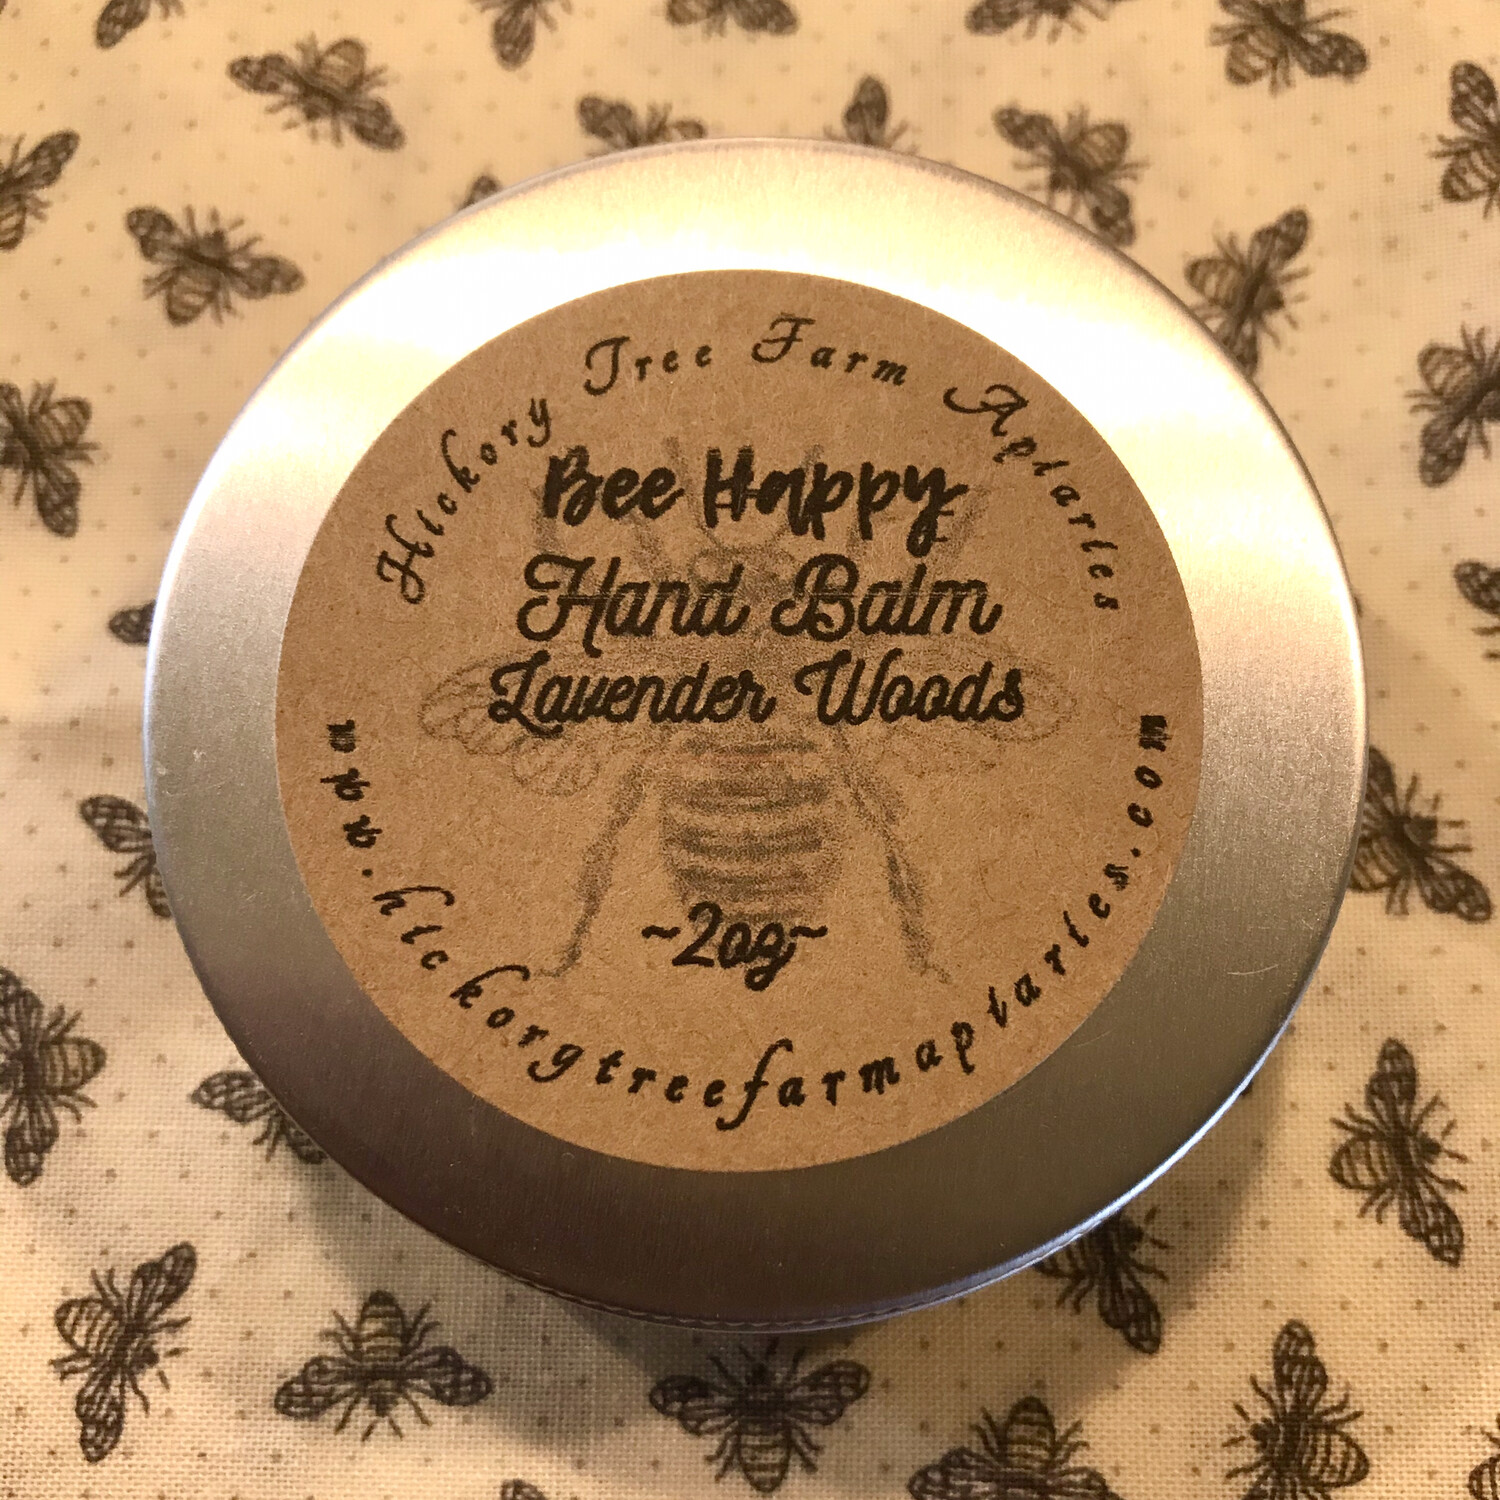 Hickory Tree Farm Apiaries
Bee Happy
Hand Balm
Lavender Woods
~2oz~
www.hickorytreefarmapiaries.com